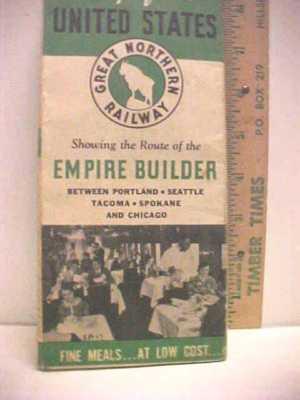 UNITED STATES
GREAT NORTHERN
RAILWAY
Showing the Route of the
EMPIRE BUILDER
BETWEEN PORTLAND • SEATTLE
TACOMA • SPOKANE
AND CHICAGO
FINE MEALS...AT LOW COST...
TIMBER TIMES
P.O. BOX 219
HILLS